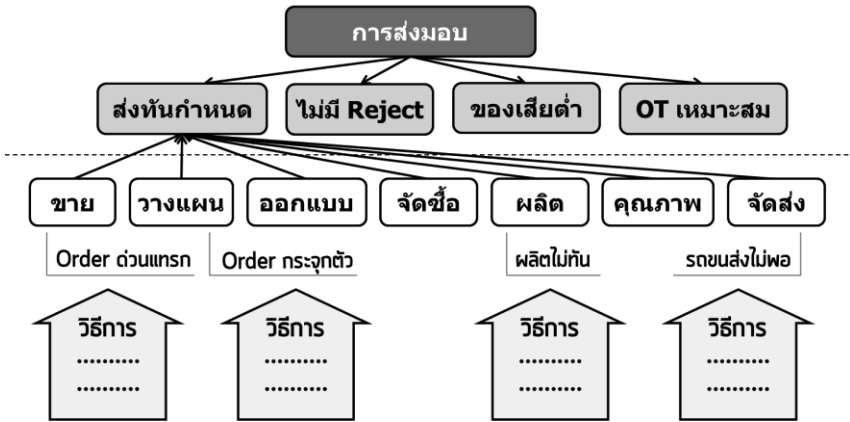 การส่งมอบ
ส่งทันกำหนด
ไม่มี Reject
ของเสียต่ำ
OT เหมาะสม
ขาย
วางแผน
ออกแบบ
จัดซื้อ
ผลิต
คุณภาพ
จัดส่ง
Order ด่วนแทรก
Order กระจุกตัว
ผลิตไม่ทัน
รถขนส่งไม่พอ
วิธีการ
..........
..........
วิธีการ
..........
..........
วิธีการ
..........
..........
วิธีการ
..........
..........